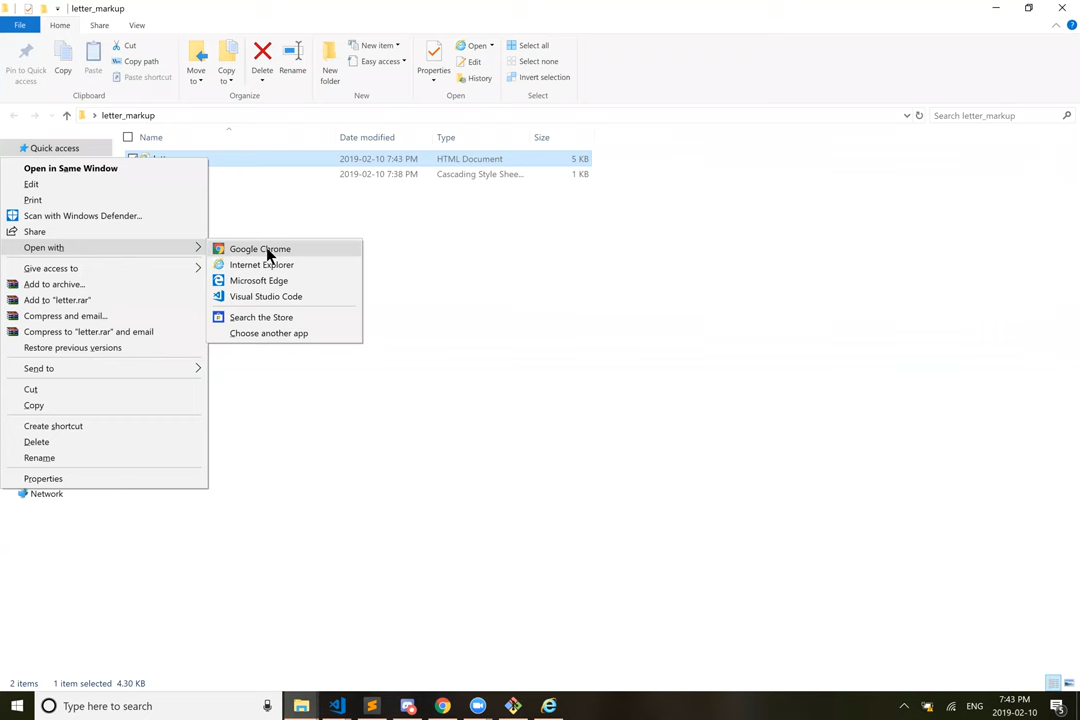 letter_markup
File Home Share View
Pin to Quick access
Copy
Paste
Cut
Copy path
Paste shortcut
Clipboard
Move to
Copy to
Delete
Rename
Organize
New folder
New item
Easy access
New
Properties
Open
Edit
History
Open
Select all
Select none
Invert selection
Select
letter_markup
Search letter_markup
Name Date modified Type Size
Quick access
2019-02-10 7:43 PM HTML Document 5 KB
2019-02-10 7:38 PM Cascading Style Shee... 1 KB
Open in Same Window
Edit
Print
Scan with Windows Defender...
Share
Open with
Give access to
Add to archive...
Add to "letter.rar"
Compress and email...
Compress to "letter.rar" and email
Restore previous versions
Send to
Cut
Copy
Create shortcut
Delete
Rename
Properties
Network
Google Chrome
Internet Explorer
Microsoft Edge
Visual Studio Code
Search the Store
Choose another app
2 items 1 item selected 4.30 KB
Type here to search
ENG
7:43 PM
2019-02-10